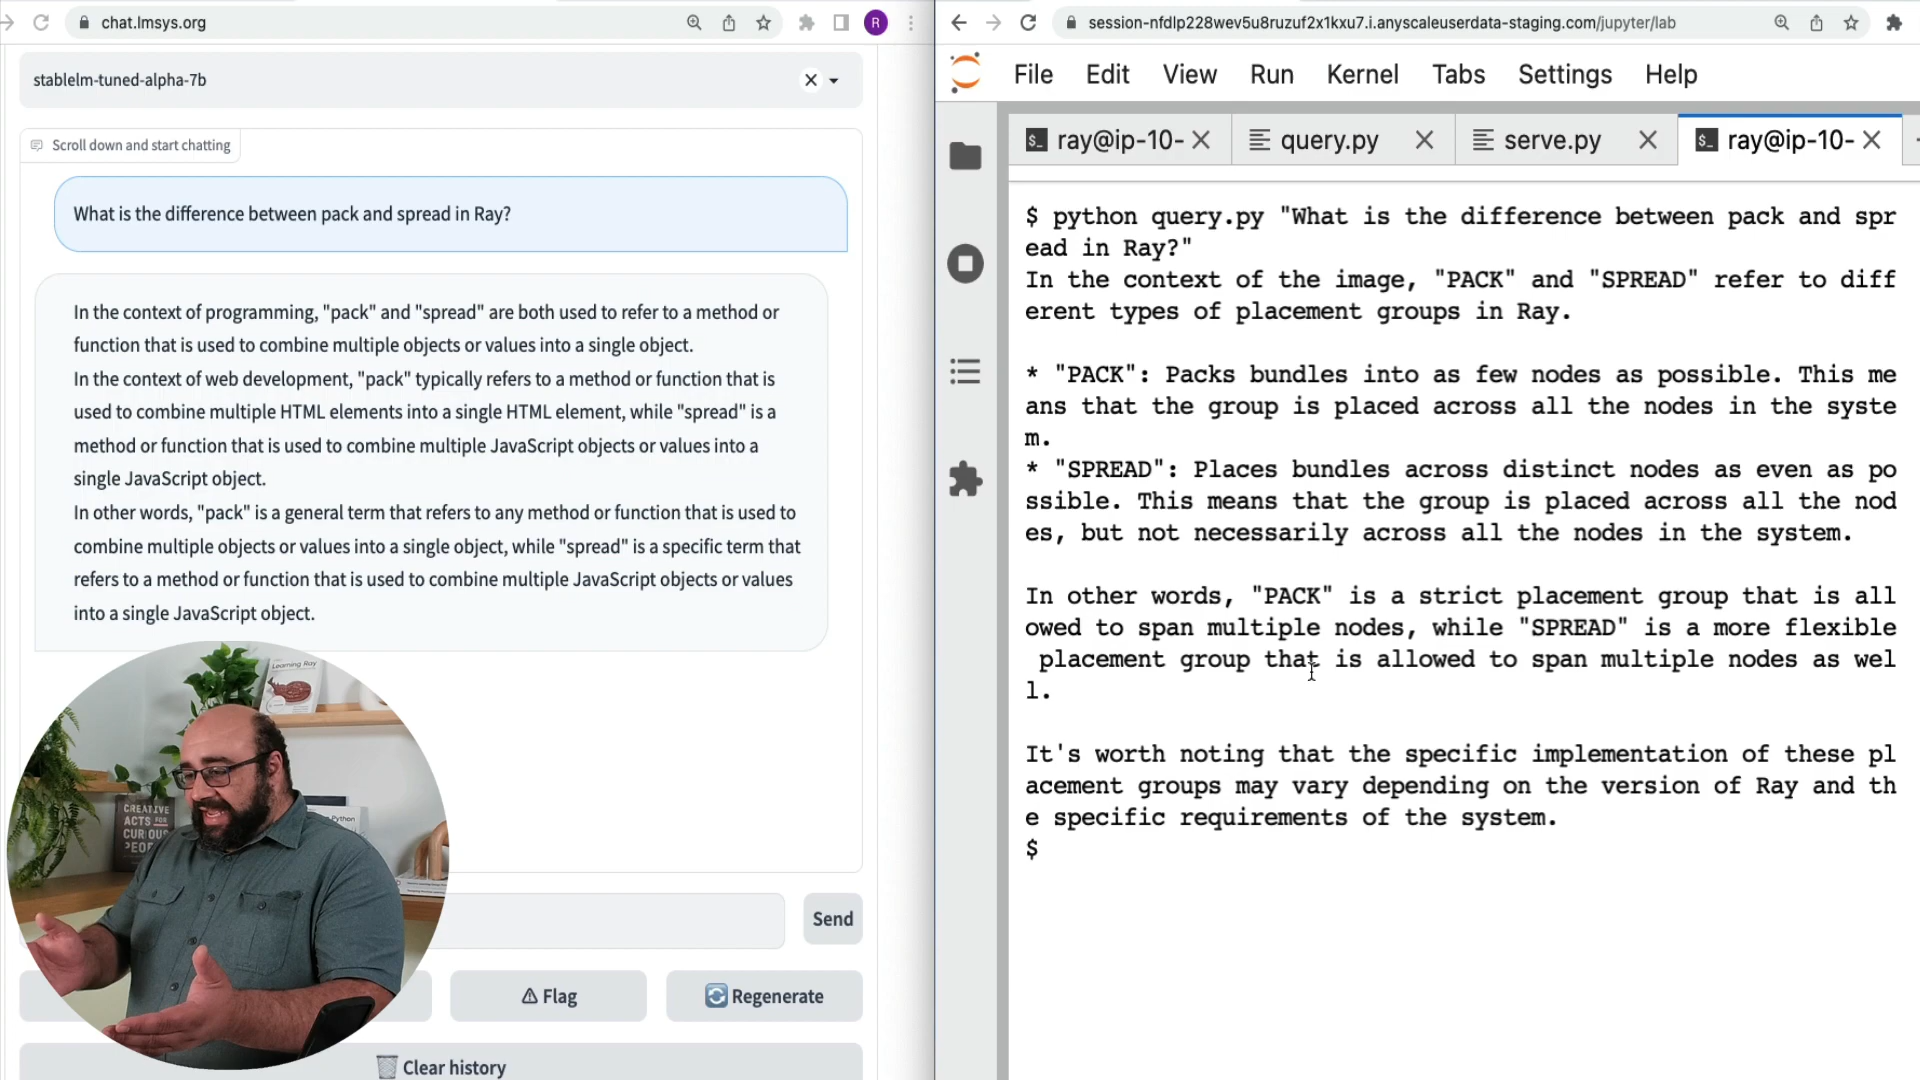 chat.lmsys.org
R
stablelm-tuned-alpha-7b
Scroll down and start chatting
What is the difference between pack and spread in Ray?
In the context of programming, "pack" and "spread" are both used to refer to a method or
function that is used to combine multiple objects or values into a single object.
In the context of web development, "pack" typically refers to a method or function that is
used to combine multiple HTML elements into a single HTML element, while "spread" is a
method or function that is used to combine multiple JavaScript objects or values into a
single JavaScript object.
In other words, "pack" is a general term that refers to any method or function that is used to
combine multiple objects or values into a single object, while "spread" is a specific term that
refers to a method or function that is used to combine multiple JavaScript objects or values
into a single JavaScript object.
Learning Ray
CREATIVE
ACTS FOR
CURIOUS
PEOPL
Python
Send
Flag
Regenerate
Clear history
session-nfdlp228wev5u8ruzuf2x1kxu7.i.anyscaleuserdata-staging.com/jupyter/lab
File Edit View Run Kernel Tabs Settings Help
ray@ip-10- query.py serve.py ray@ip-10-
$ python query.py "What is the difference between pack and spr
ead in Ray?"
In the context of the image, "PACK" and "SPREAD" refer to diff
erent types of placement groups in Ray.
* "PACK": Packs bundles into as few nodes as possible. This me
ans that the group is placed across all the nodes in the syste
m.
* "SPREAD": Places bundles across distinct nodes as even as po
ssible. This means that the group is placed across all the nod
es, but not necessarily across all the nodes in the system.
In other words, "PACK" is a strict placement group that is all
owed to span multiple nodes, while "SPREAD" is a more flexible
placement group that is allowed to span multiple nodes as wel
l.
It's worth noting that the specific implementation of these pl
acement groups may vary depending on the version of Ray and th
e specific requirements of the system.
$